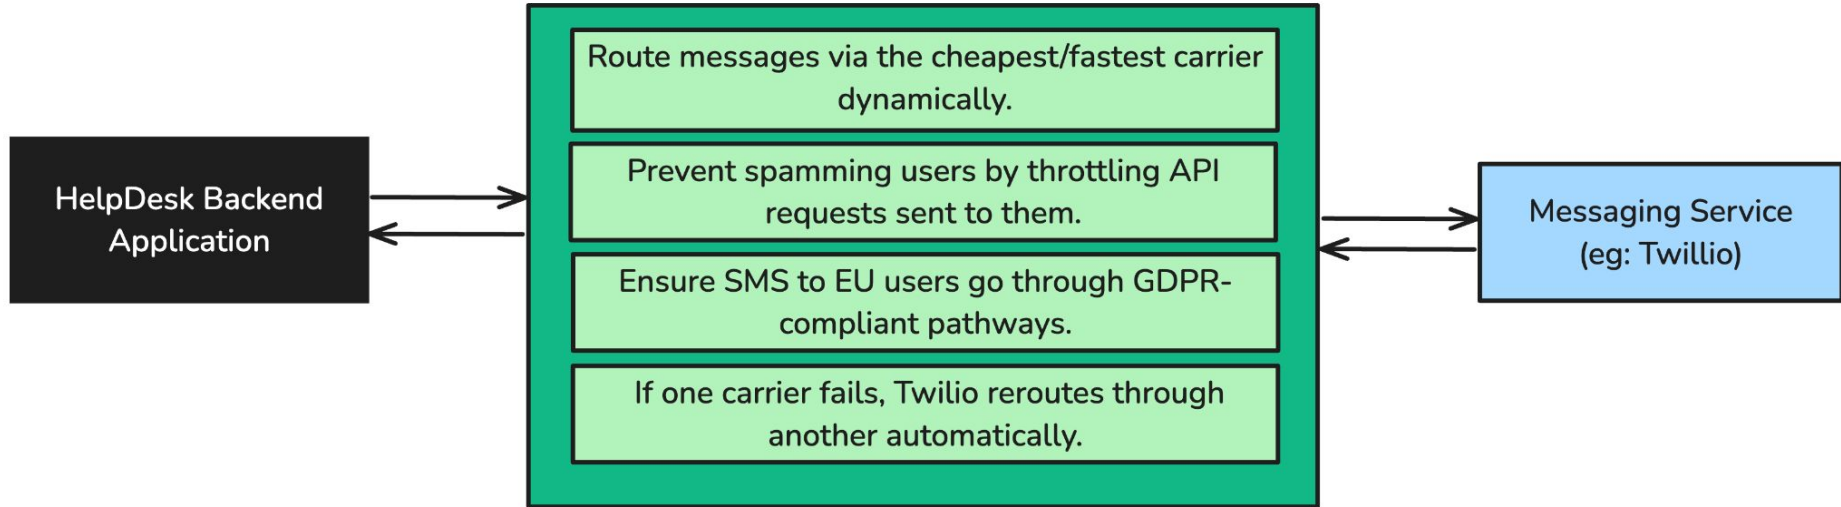 HelpDesk Backend
Application
Route messages via the cheapest/fastest carrier
dynamically.
Prevent spamming users by throttling API
requests sent to them.
Ensure SMS to EU users go through GDPR-
compliant pathways.
If one carrier fails, Twilio reroutes through
another automatically.
Messaging Service
(eg: Twillio)